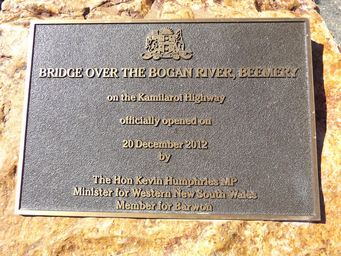 BRIDGE OVER THE BOGAN RIVER, BEEMERY
on the Kamilaroi Highway
officially opened on
20 December 2012
by
The Hon Kevin Humphries MP
Minister for Western New South Wales
Member for Barwon